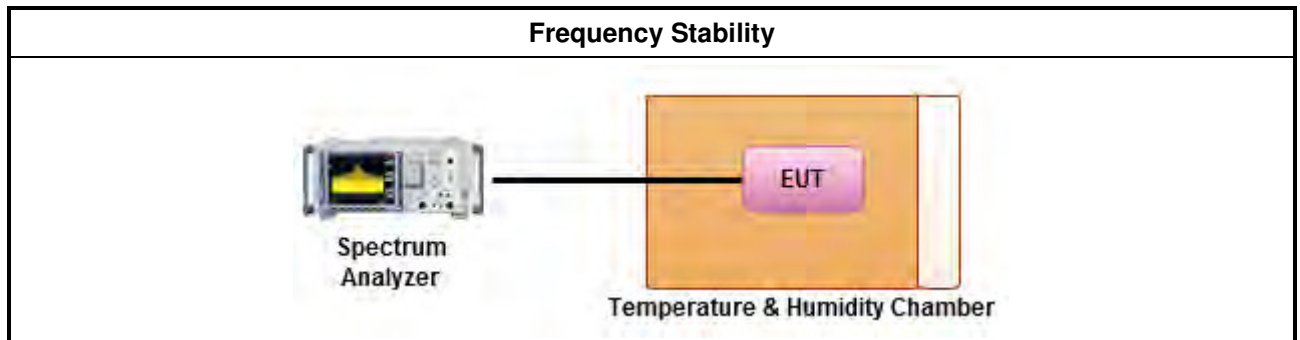 Frequency Stability
EUT
Spectrum
Analyzer
Temperature & Humidity Chamber